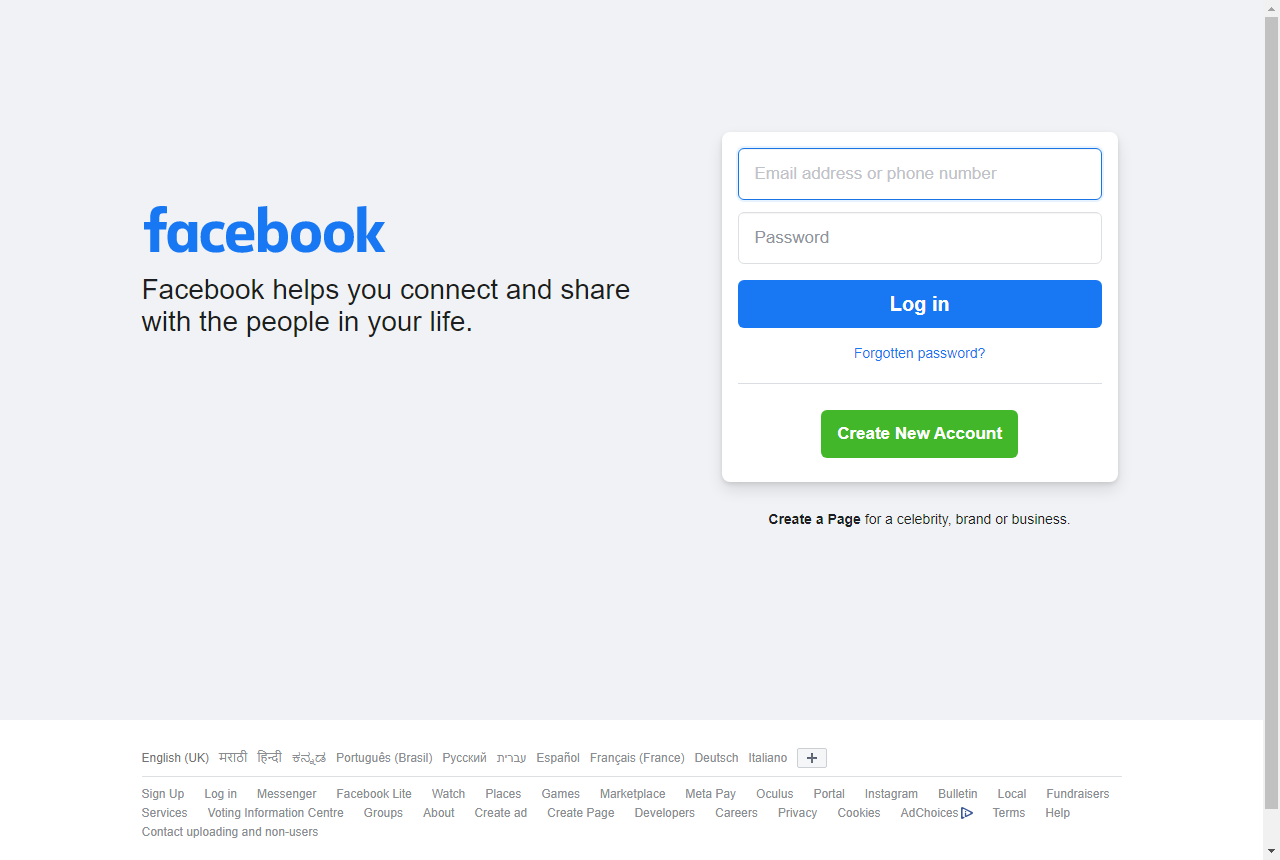 facebook
Facebook helps you connect and share
with the people in your life.
Email address or phone number
Password
Log in
Forgotten password?
Create New Account
Create a Page for a celebrity, brand or business.
English (UK) मराठी हिन्दी ಕನ್ನಡ Português (Brasil) Русский עברית Español Français (France) Deutsch Italiano
Sign Up Log in Messenger Facebook Lite Watch Places Games Marketplace Meta Pay Oculus Portal Instagram Bulletin Local Fundraisers
Services Voting Information Centre Groups About Create ad Create Page Developers Careers Privacy Cookies AdChoices Terms Help
Contact uploading and non-users